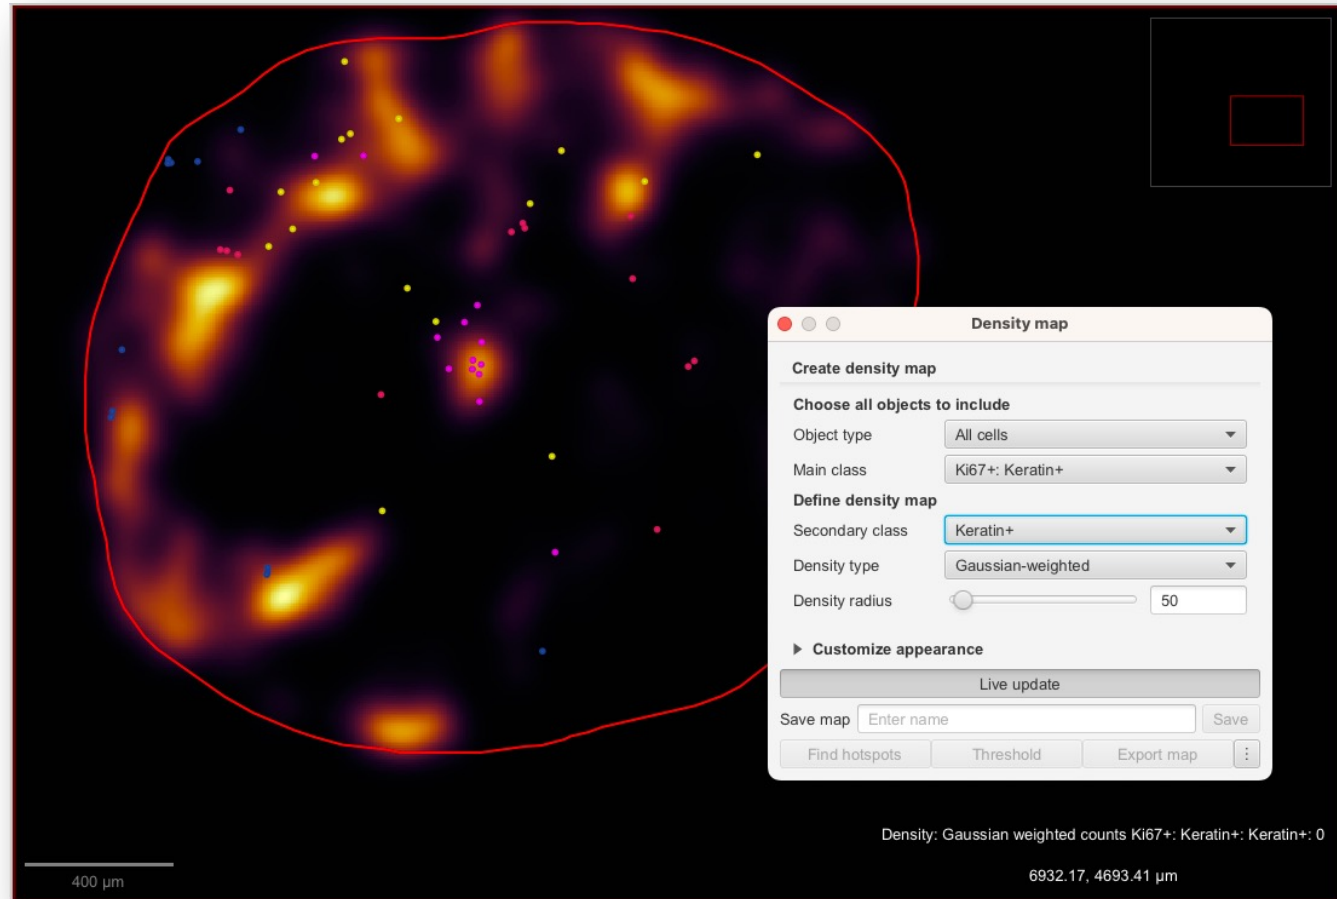 Density map
Create density map
Choose all objects to include
Object type All cells
Main class Ki67+: Keratin+
Define density map
Secondary class Keratin+
Density type Gaussian-weighted
Density radius 50
Customize appearance
Live update
Save map Enter name Save
Find hotspots Threshold Export map
Density: Gaussian weighted counts Ki67+: Keratin+: Keratin+: 0
400 μm
6932.17, 4693.41 μm